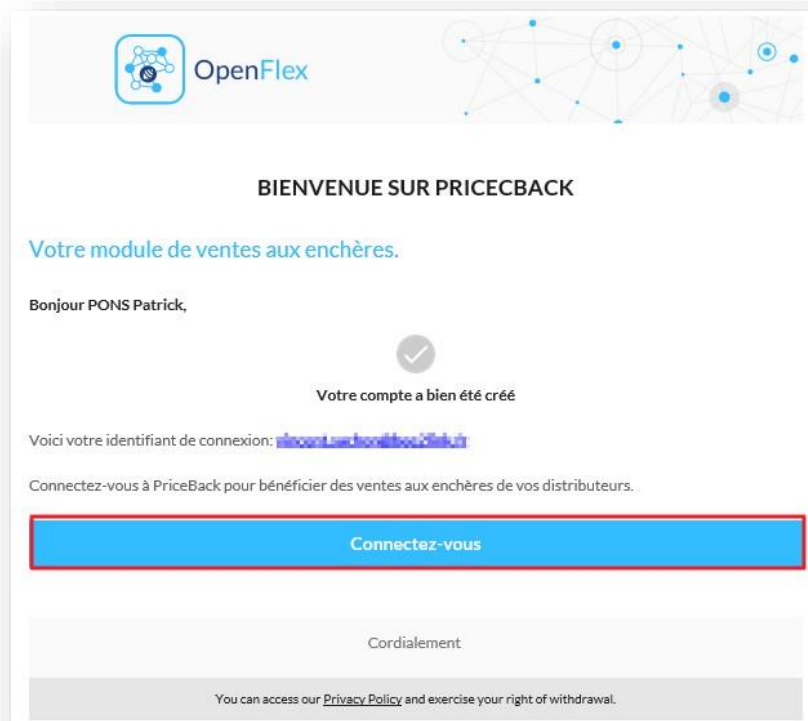 OpenFlex
BIENVENUE SUR PRICECBACK
Votre module de ventes aux enchères.
Bonjour PONS Patrick,
Votre compte a bien été créé
Voici votre identifiant de connexion:
Connectez-vous à PriceBack pour bénéficier des ventes aux enchères de vos distributeurs.
Connectez-vous
Cordialement
You can access our Privacy Policy and exercise your right of withdrawal.